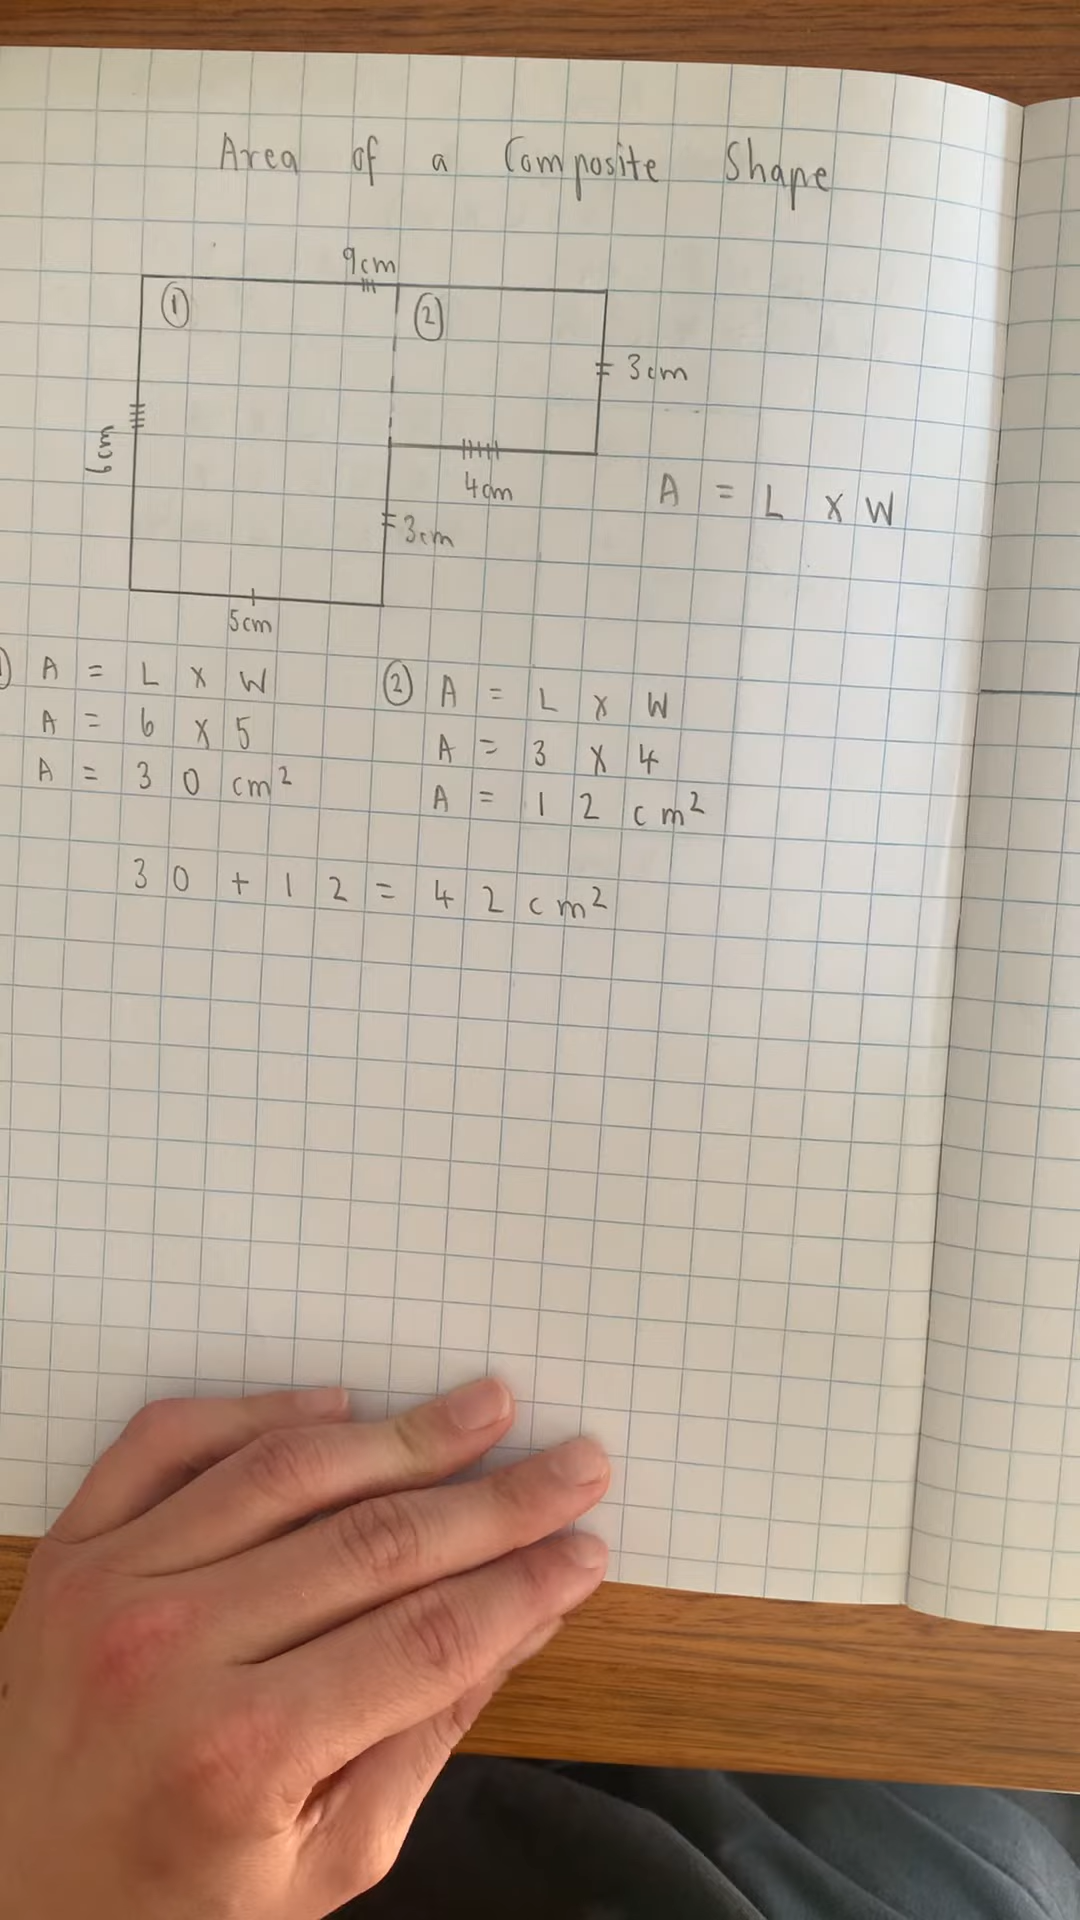 Area of a Composite Shape
9cm
① ②
3cm
6cm
4cm
A = L x W
3cm
5cm
① A = L x W
A = 6 x 5
A = 30 cm²
② A = L x W
A = 3 x 4
A = 12 cm²
30 + 12 = 42 cm²